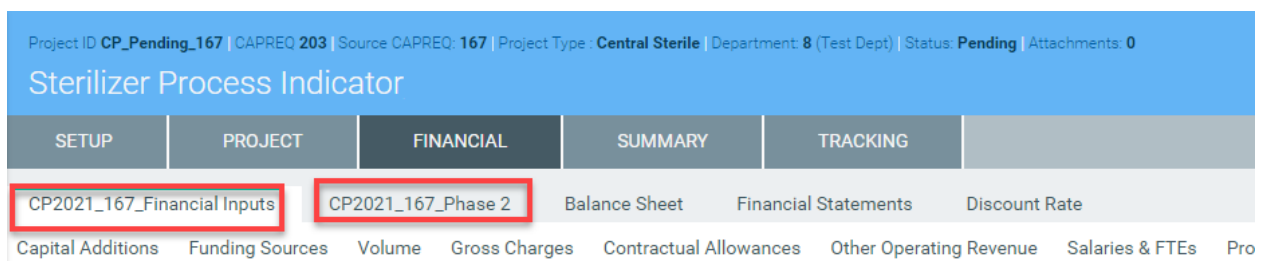 Project ID CP_Pending_167 | CAPREQ 203 | Source CAPREQ: 167 | Project Type : Central Sterile | Department: 8 (Test Dept) | Status: Pending | Attachments: 0
Sterilizer Process Indicator
SETUP PROJECT FINANCIAL SUMMARY TRACKING
CP2021_167_Financial Inputs CP2021_167_Phase 2 Balance Sheet Financial Statements Discount Rate
Capital Additions Funding Sources Volume Gross Charges Contractual Allowances Other Operating Revenue Salaries & FTEs Pro